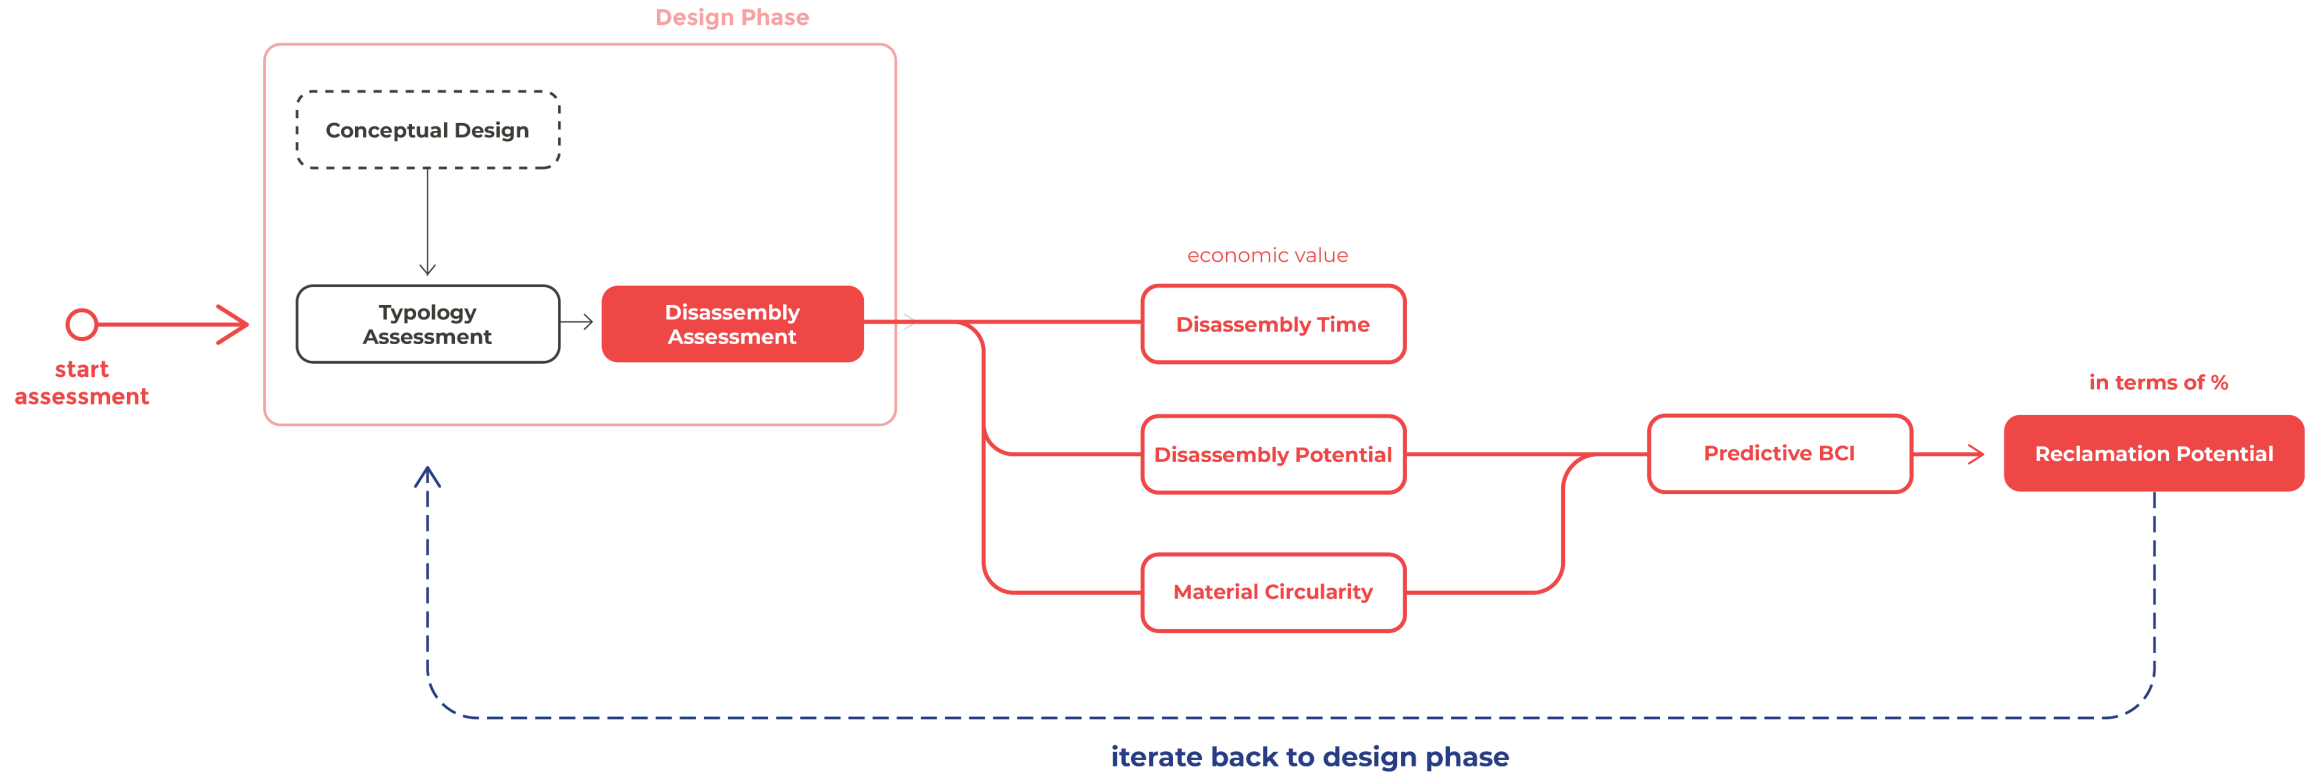 Design Phase
Conceptual Design
start
assessment
Typology
Assessment
Disassembly
Assessment
economic value
Disassembly Time
Disassembly Potential
Material Circularity
Predictive BCI
in terms of %
Reclamation Potential
iterate back to design phase